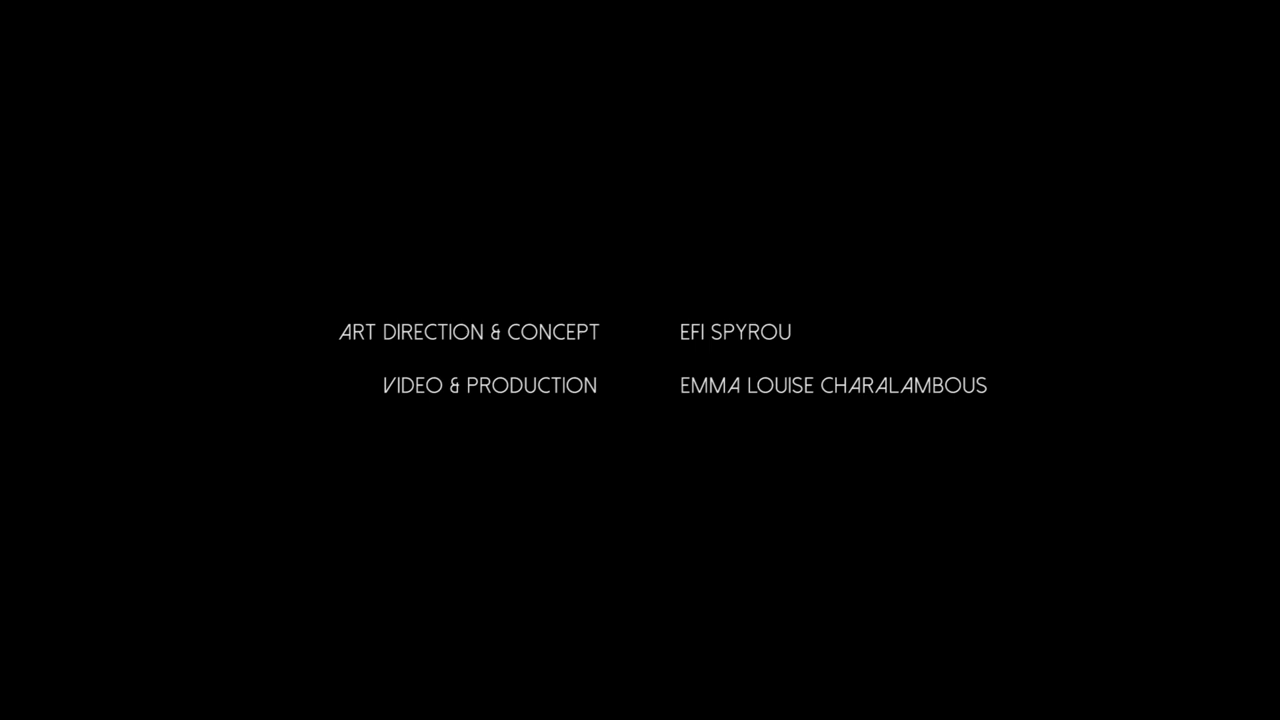 ART DIRECTION & CONCEPT EFI SPYROU
VIDEO & PRODUCTION EMMA LOUISE CHARALAMBOUS